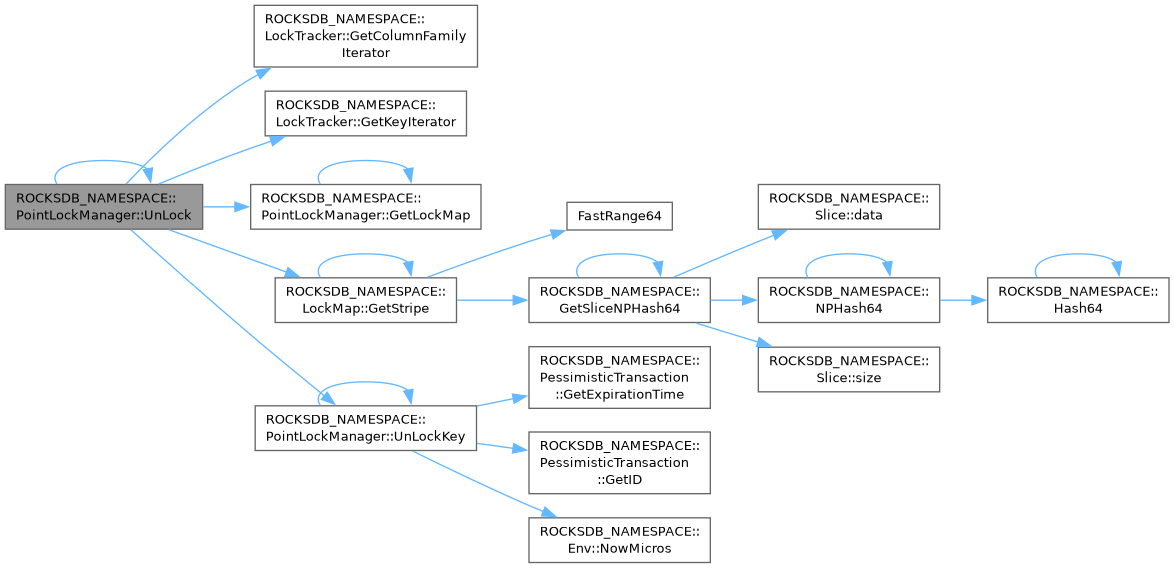 ROCKSDB_NAMESPACE::
LockTracker::GetColumnFamily
Iterator
ROCKSDB_NAMESPACE::
LockTracker::GetKeyIterator
ROCKSDB_NAMESPACE::
PointLockManager::UnLock
ROCKSDB_NAMESPACE::
PointLockManager::GetLockMap
ROCKSDB_NAMESPACE::
LockMap::GetStripe
ROCKSDB_NAMESPACE::
PointLockManager::UnLockKey
FastRange64
ROCKSDB_NAMESPACE::
GetSliceNPHash64
ROCKSDB_NAMESPACE::
PessimisticTransaction
::GetExpirationTime
ROCKSDB_NAMESPACE::
PessimisticTransaction
::GetID
ROCKSDB_NAMESPACE::
Env::NowMicros
ROCKSDB_NAMESPACE::
Slice::data
ROCKSDB_NAMESPACE::
NPHash64
ROCKSDB_NAMESPACE::
Slice::size
ROCKSDB_NAMESPACE::
Hash64